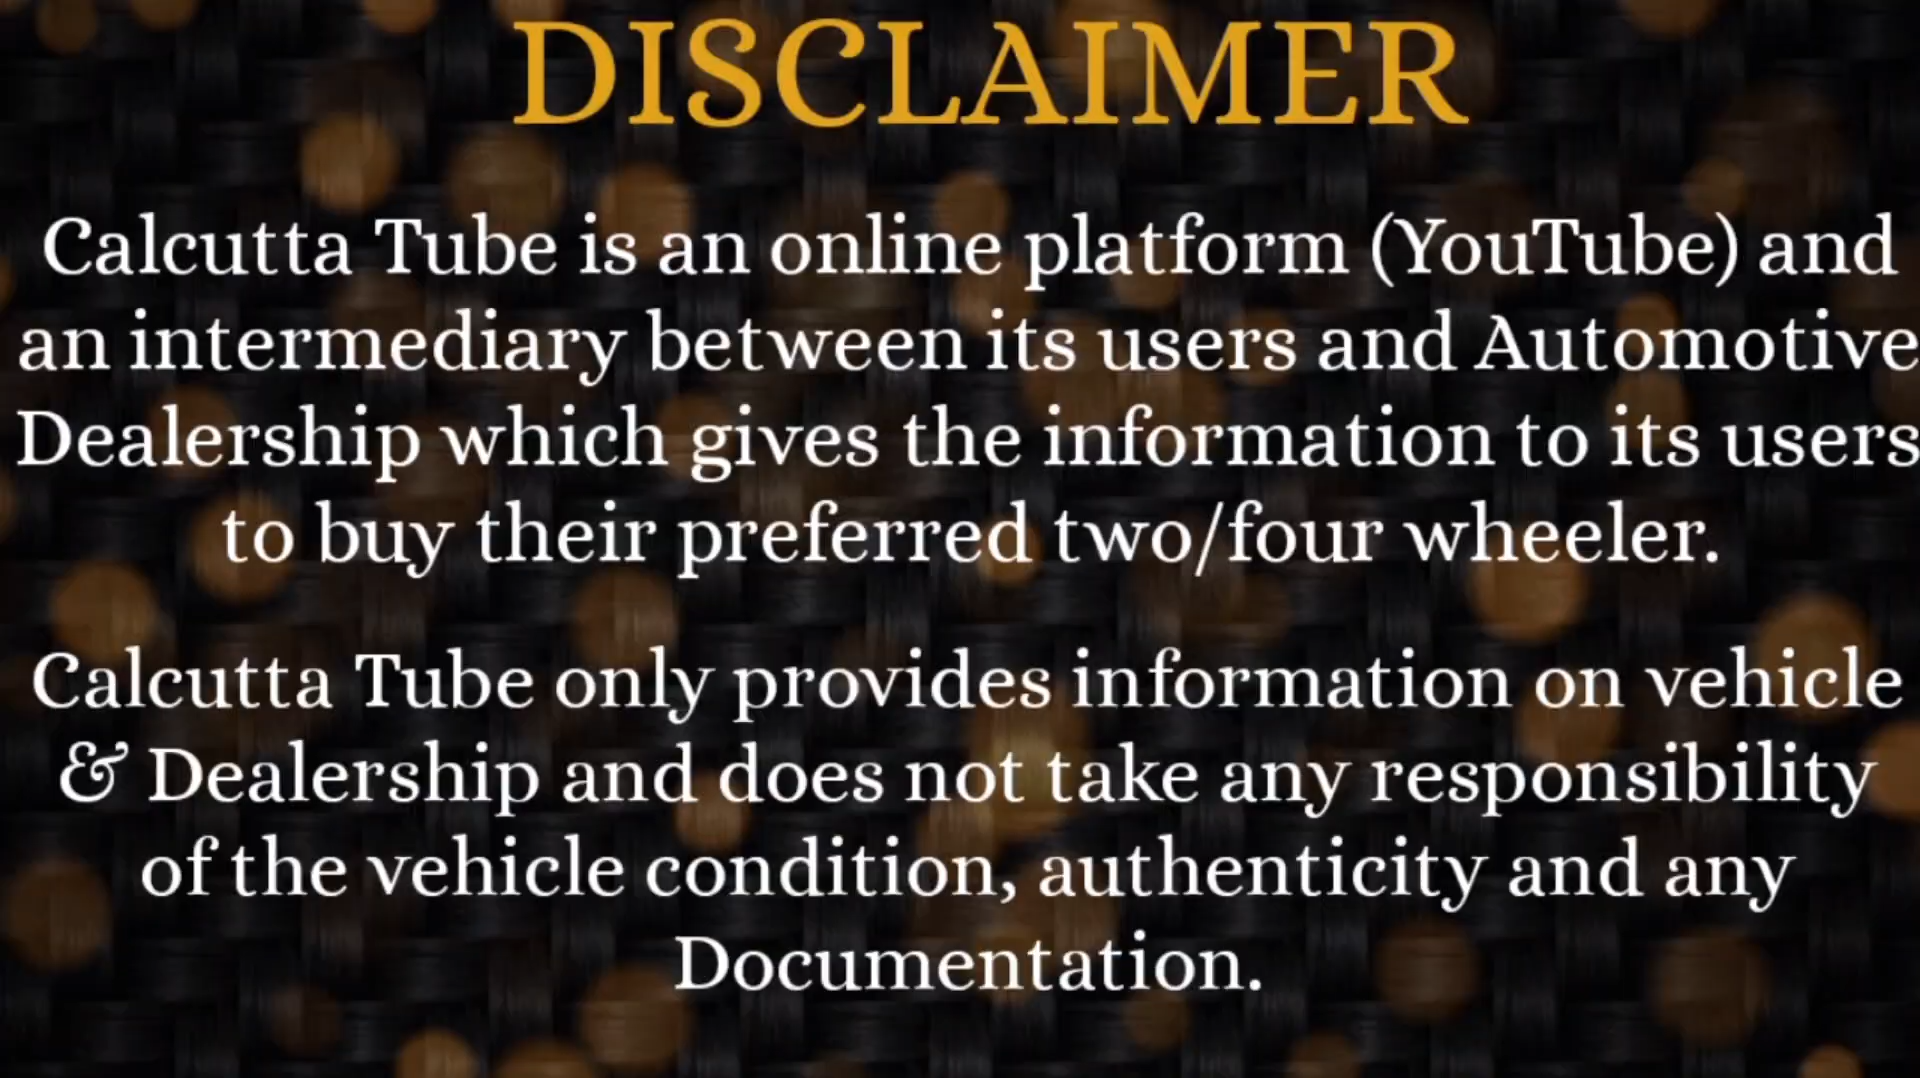 DISCLAIMER
Calcutta Tube is an online platform (YouTube) and
an intermediary between its users and Automotive
Dealership which gives the information to its users
to buy their preferred two/four wheeler.
Calcutta Tube only provides information on vehicle
& Dealership and does not take any responsibility
of the vehicle condition, authenticity and any
Documentation.